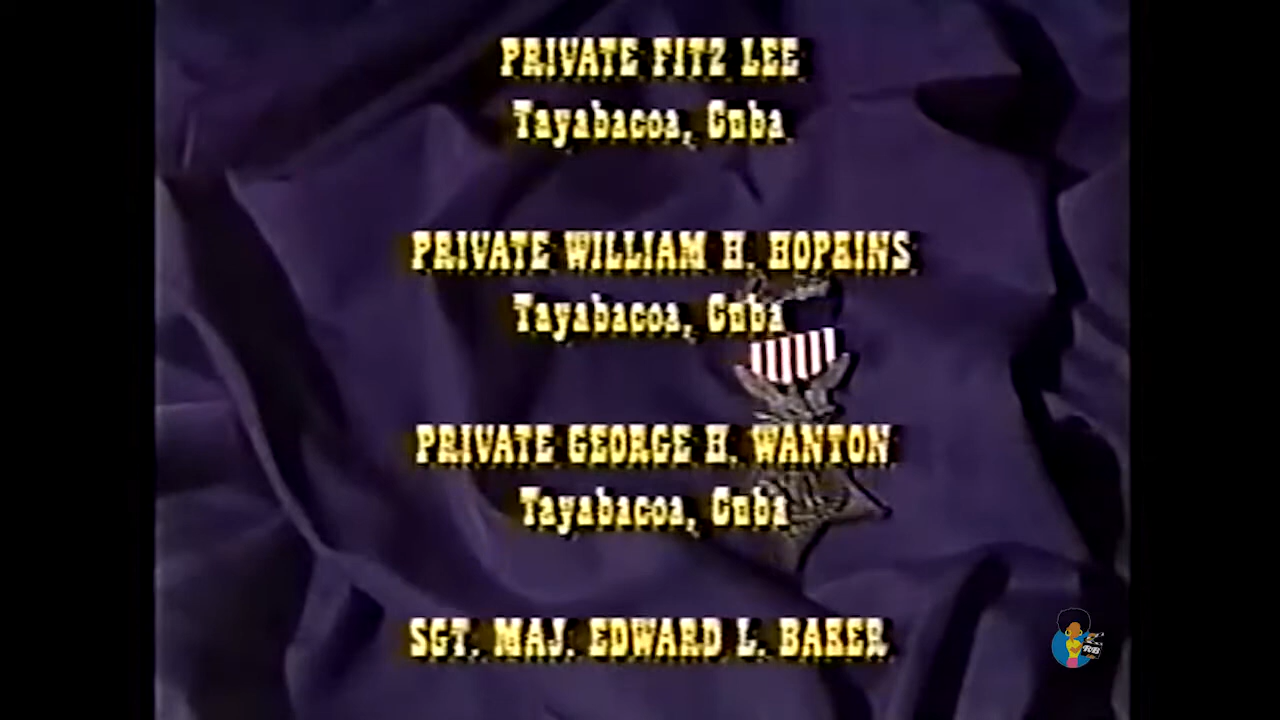 PRIVATE FITZ LEE
Tayabacoa, Cuba
PRIVATE WILLIAM H. HOPKINS
Tayabacoa, Cuba
PRIVATE GEORGE H. WANTON
Tayabacoa, Cuba
SGT. MAJ. EDWARD L. BAKER
RB